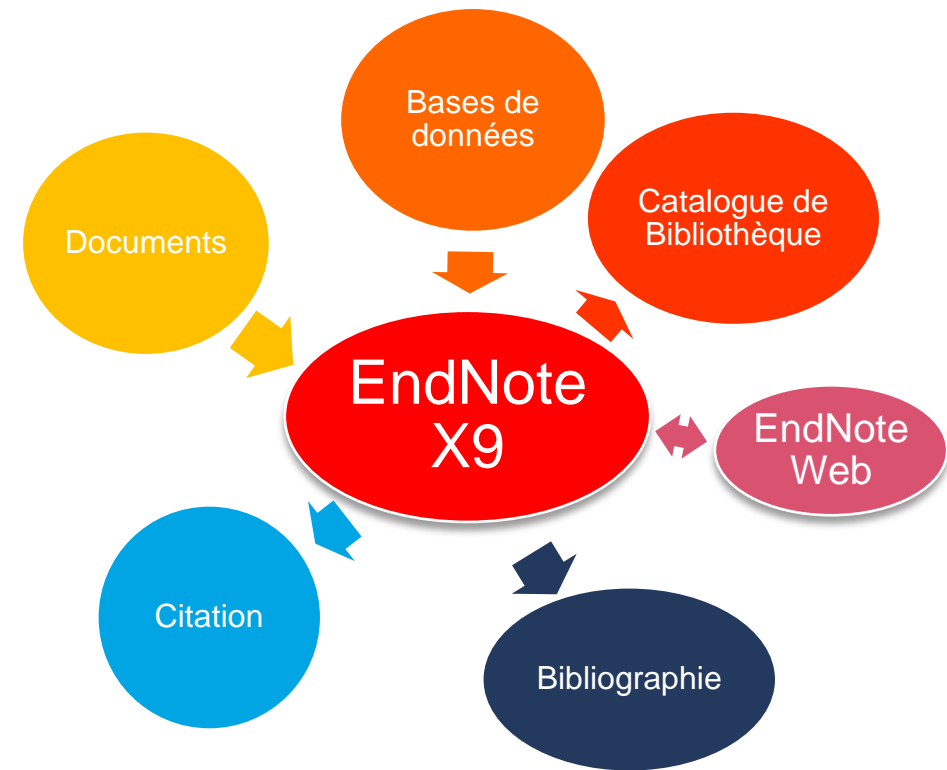 Bases de
données
Catalogue de
Bibliothèque
Documents
EndNote
X9
EndNote
Web
Citation
Bibliographie